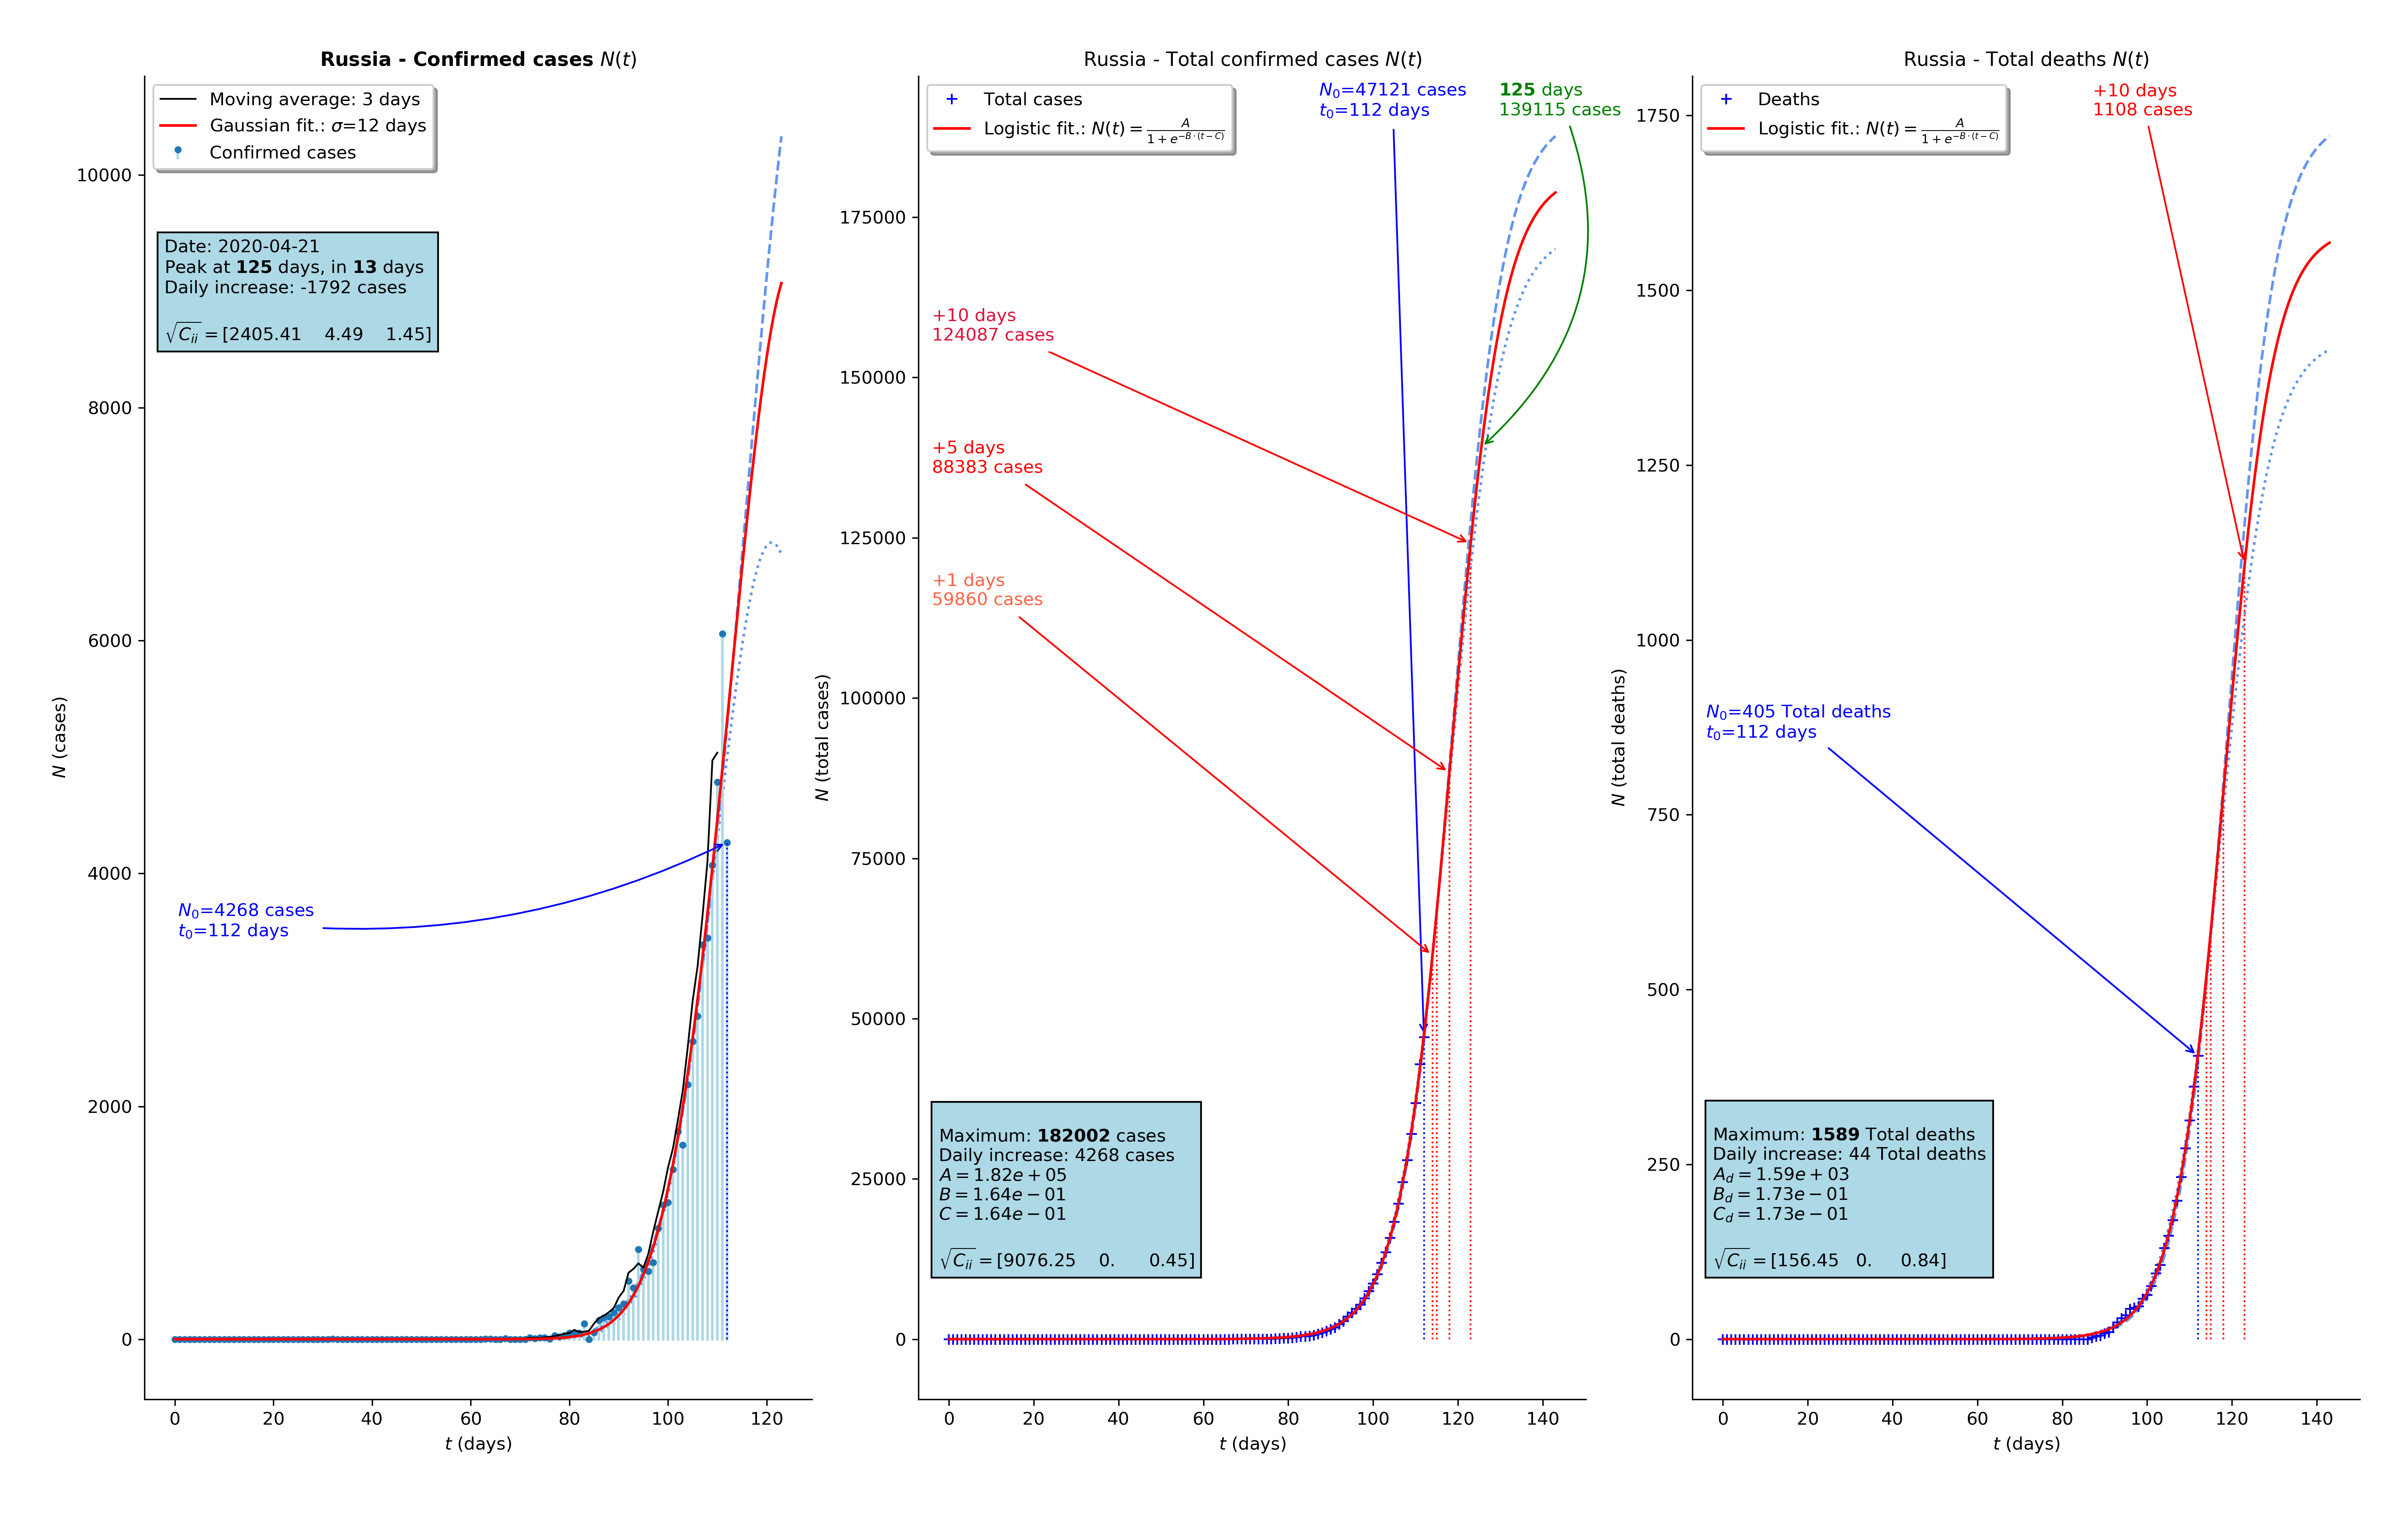 Russia - Confirmed cases N(t)
Moving average: 3 days
Gaussian fit.: σ=12 days
Confirmed cases
Date: 2020-04-21
Peak at 125 days, in 13 days
Daily increase: -1792 cases
√Cᵢᵢ = [2405.41 4.49 1.45]
N₀=4268 cases
t₀=112 days
10000
8000
6000
4000
2000
0
N (cases)
0 20 40 60 80 100 120
t (days)
Russia - Total confirmed cases N(t)
Total cases
Logistic fit.: N(t) = A / (1 + e^(−B·(t−C)))
N₀=47121 cases
t₀=112 days
125 days
139115 cases
+10 days
124087 cases
+5 days
88383 cases
+1 days
59860 cases
Maximum: 182002 cases
Daily increase: 4268 cases
A = 1.82e + 05
B = 1.64e − 01
C = 1.64e − 01
√Cᵢᵢ = [9076.25 0. 0.45]
175000
150000
125000
100000
75000
50000
25000
0
N (total cases)
0 20 40 60 80 100 120 140
t (days)
Russia - Total deaths N(t)
Deaths
Logistic fit.: N(t) = A / (1 + e^(−B·(t−C)))
+10 days
1108 cases
N₀=405 Total deaths
t₀=112 days
Maximum: 1589 Total deaths
Daily increase: 44 Total deaths
A_d = 1.59e + 03
B_d = 1.73e − 01
C_d = 1.73e − 01
√Cᵢᵢ = [156.45 0. 0.84]
1750
1500
1250
1000
750
500
250
0
N (total deaths)
0 20 40 60 80 100 120 140
t (days)